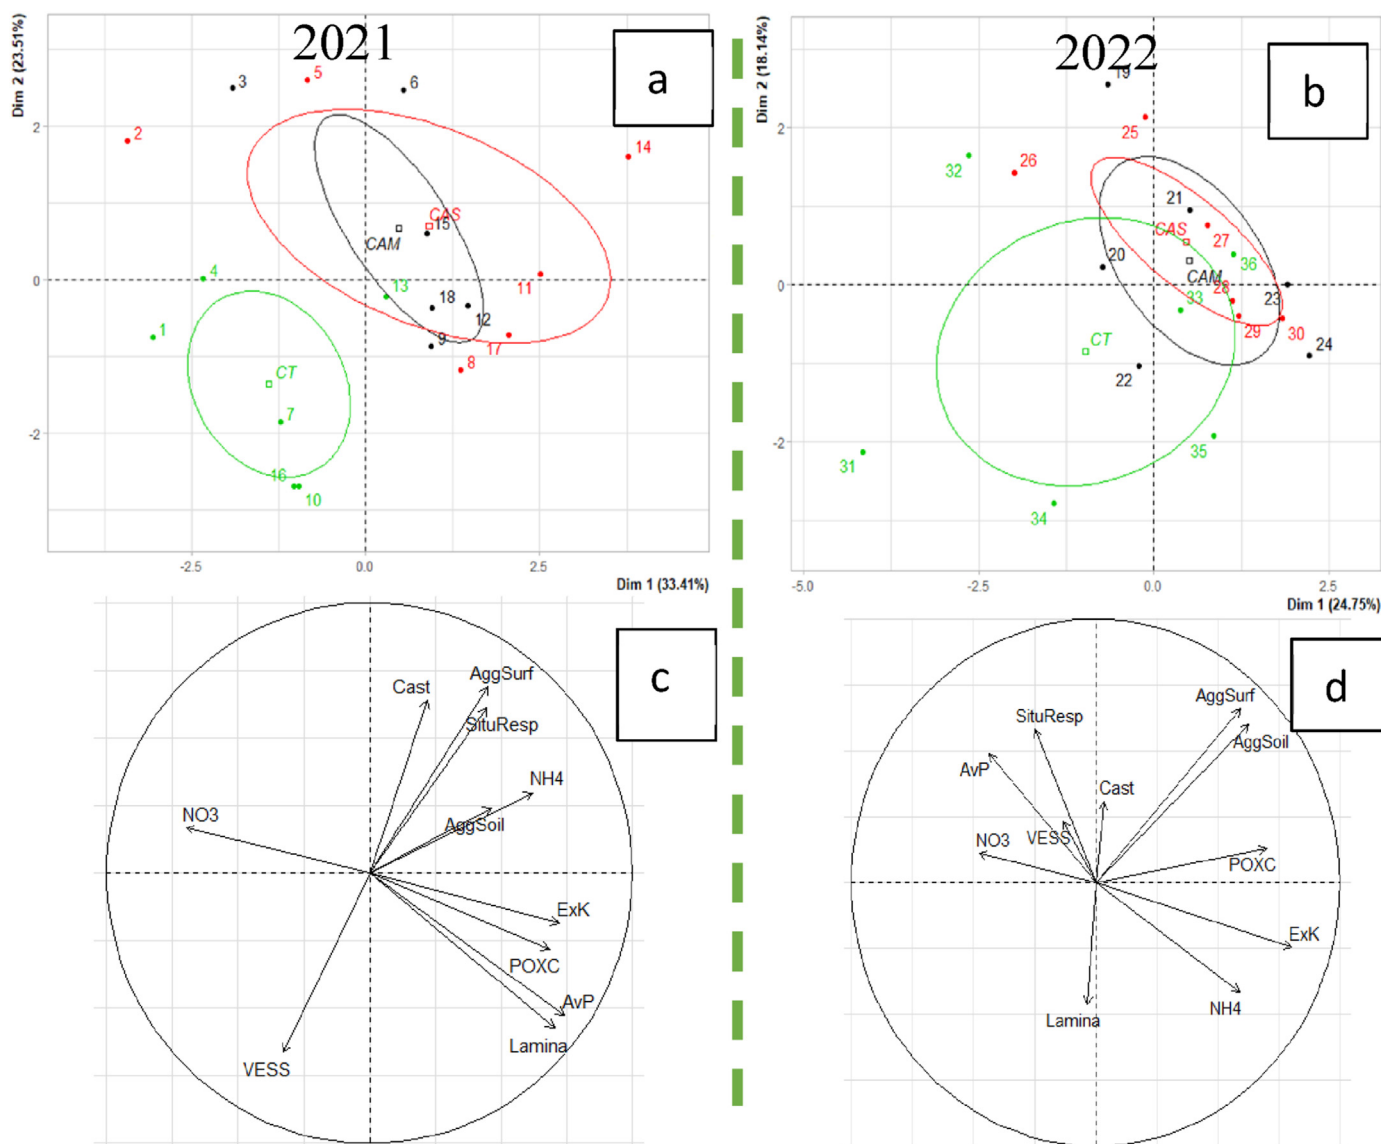 2021
a
Dim 2 (23.51%)
3
5
6
2
14
2
CAS
15
CAM
0
4
13
11
18
12
1
9
17
8
CT
7
-2
16
10
-2.5
0.0
2.5
Dim 1 (33.41%)
2022
b
Dim 2 (18.14%)
19
25
2
32
26
21
CAS
27
20
36
CAM
0
28
33
23
29
30
24
CT
22
-2
31
35
34
-5.0
-2.5
0.0
2.5
Dim 1 (24.75%)
c
Cast
AggSurf
SituResp
NH4
NO3
AggSoil
ExK
POXC
AvP
Lamina
VESS
d
AggSurf
SituResp
AggSoil
AvP
Cast
VESS
NO3
POXC
ExK
NH4
Lamina